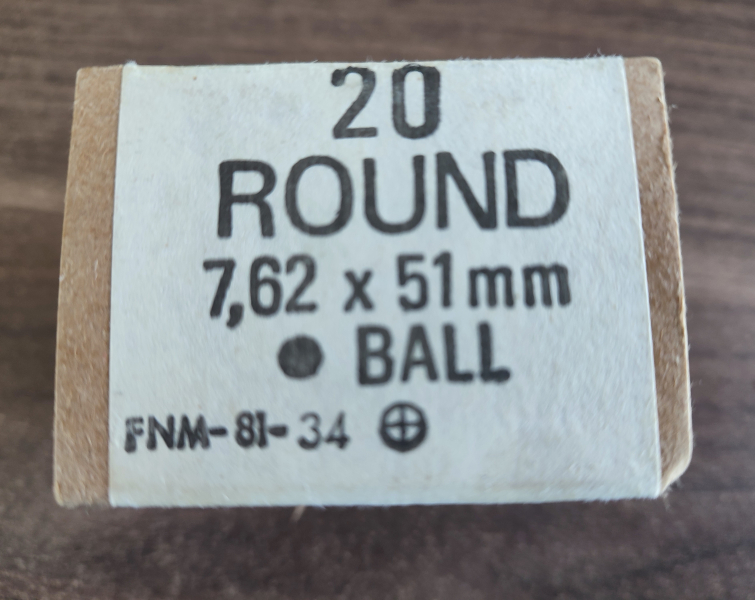 20
ROUND
7,62 x 51mm
● BALL
FNM-81-34 ⊕